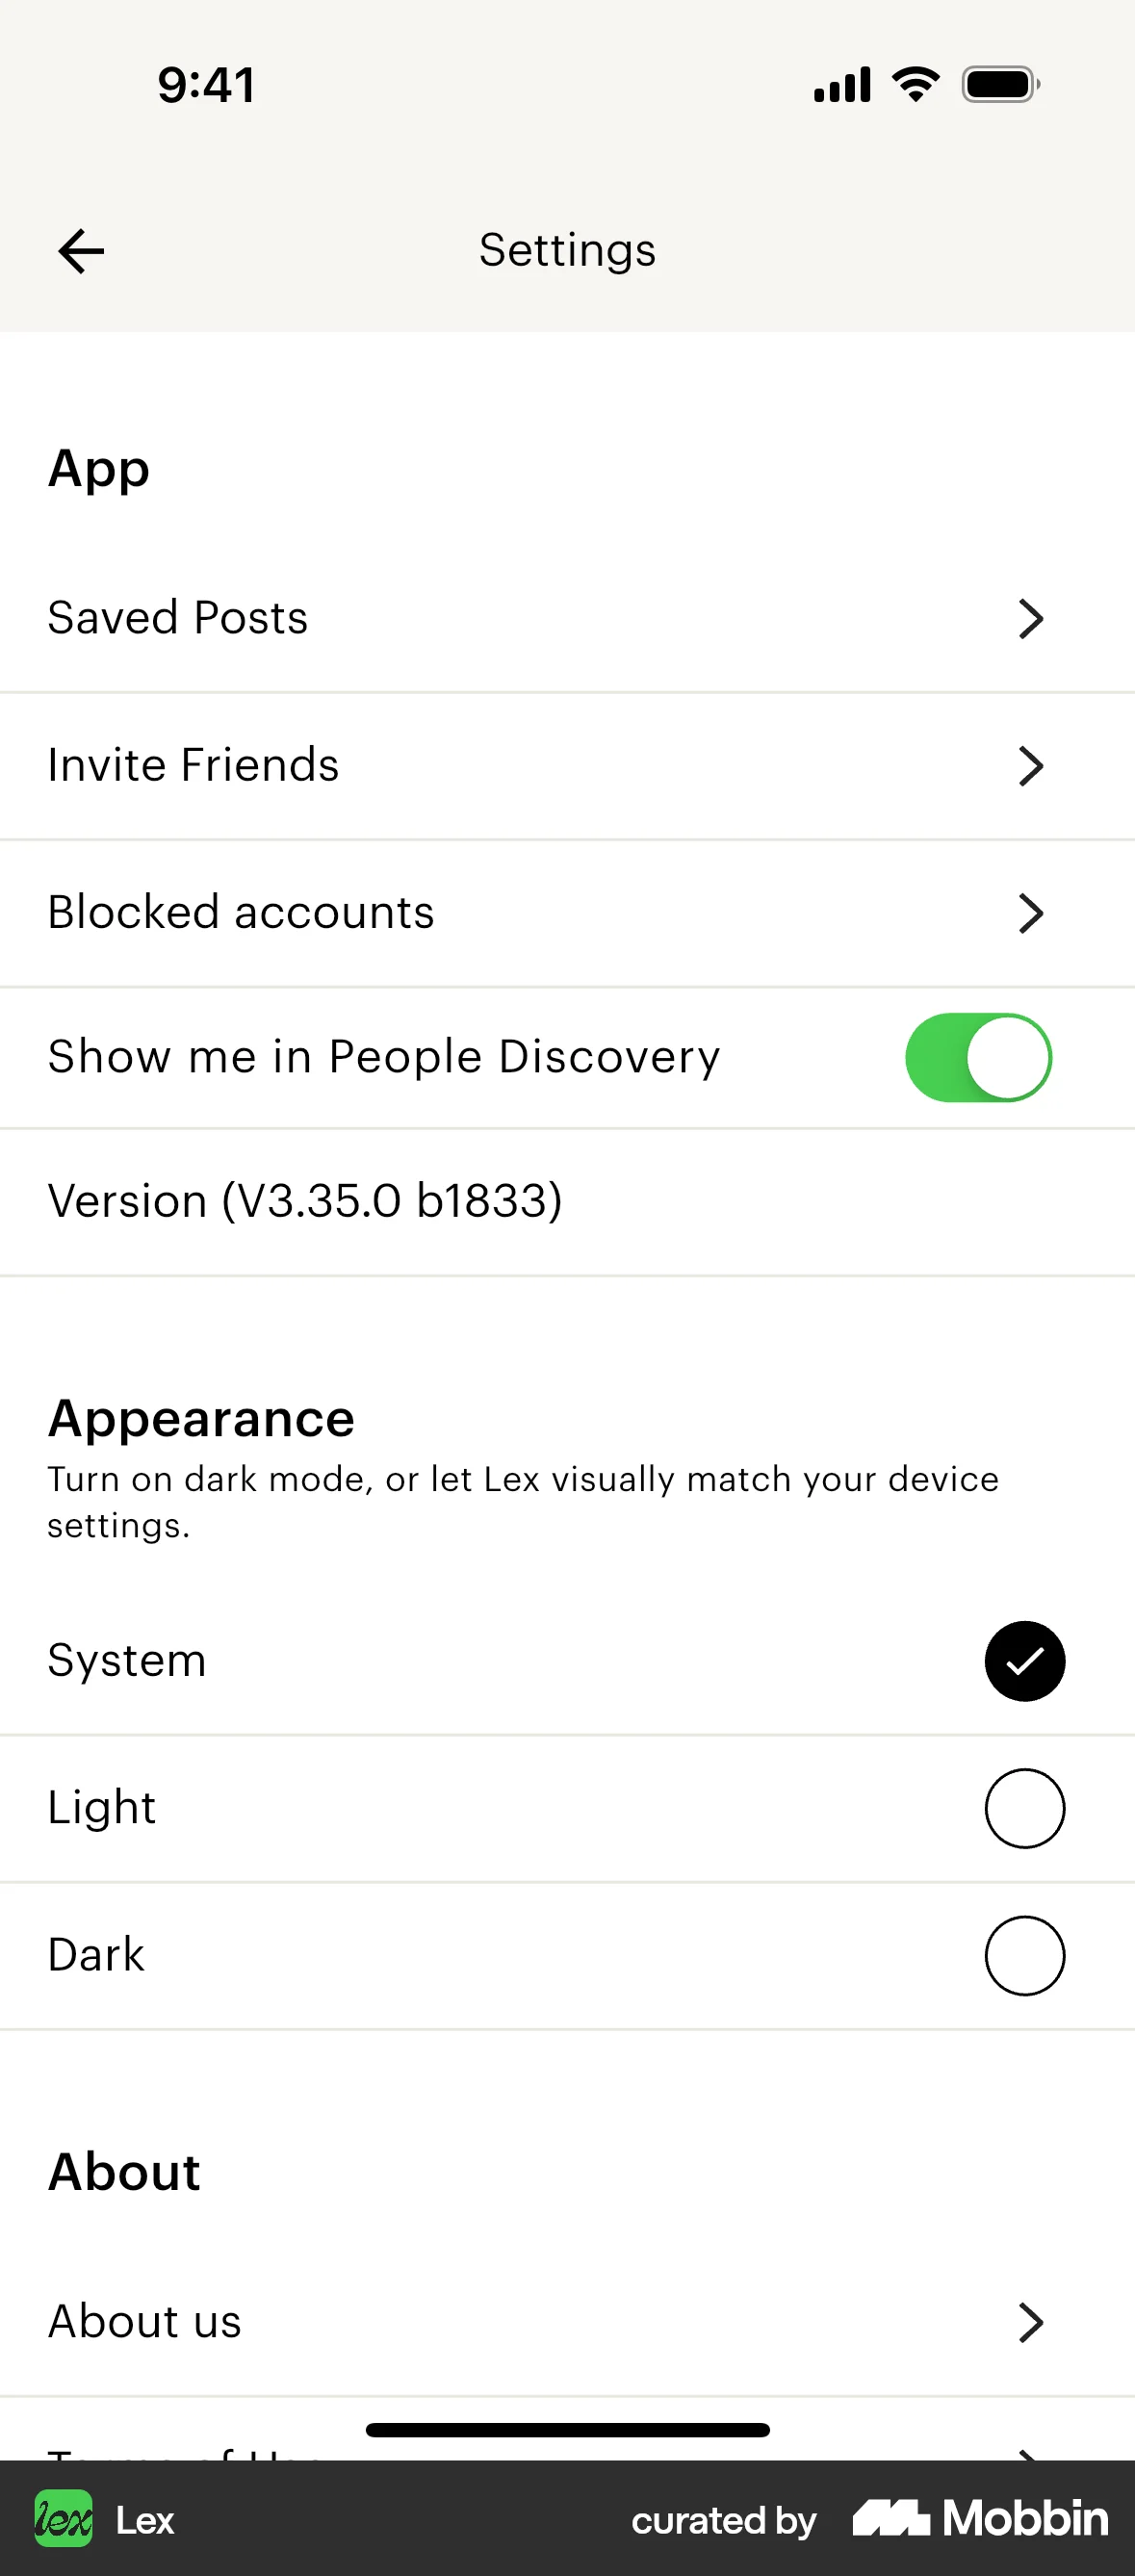 9:41
Settings
App
Saved Posts
Invite Friends
Blocked accounts
Show me in People Discovery
Version (V3.35.0 b1833)
Appearance
Turn on dark mode, or let Lex visually match your device
settings.
System
Light
Dark
About
About us
lex Lex curated by Mobbin